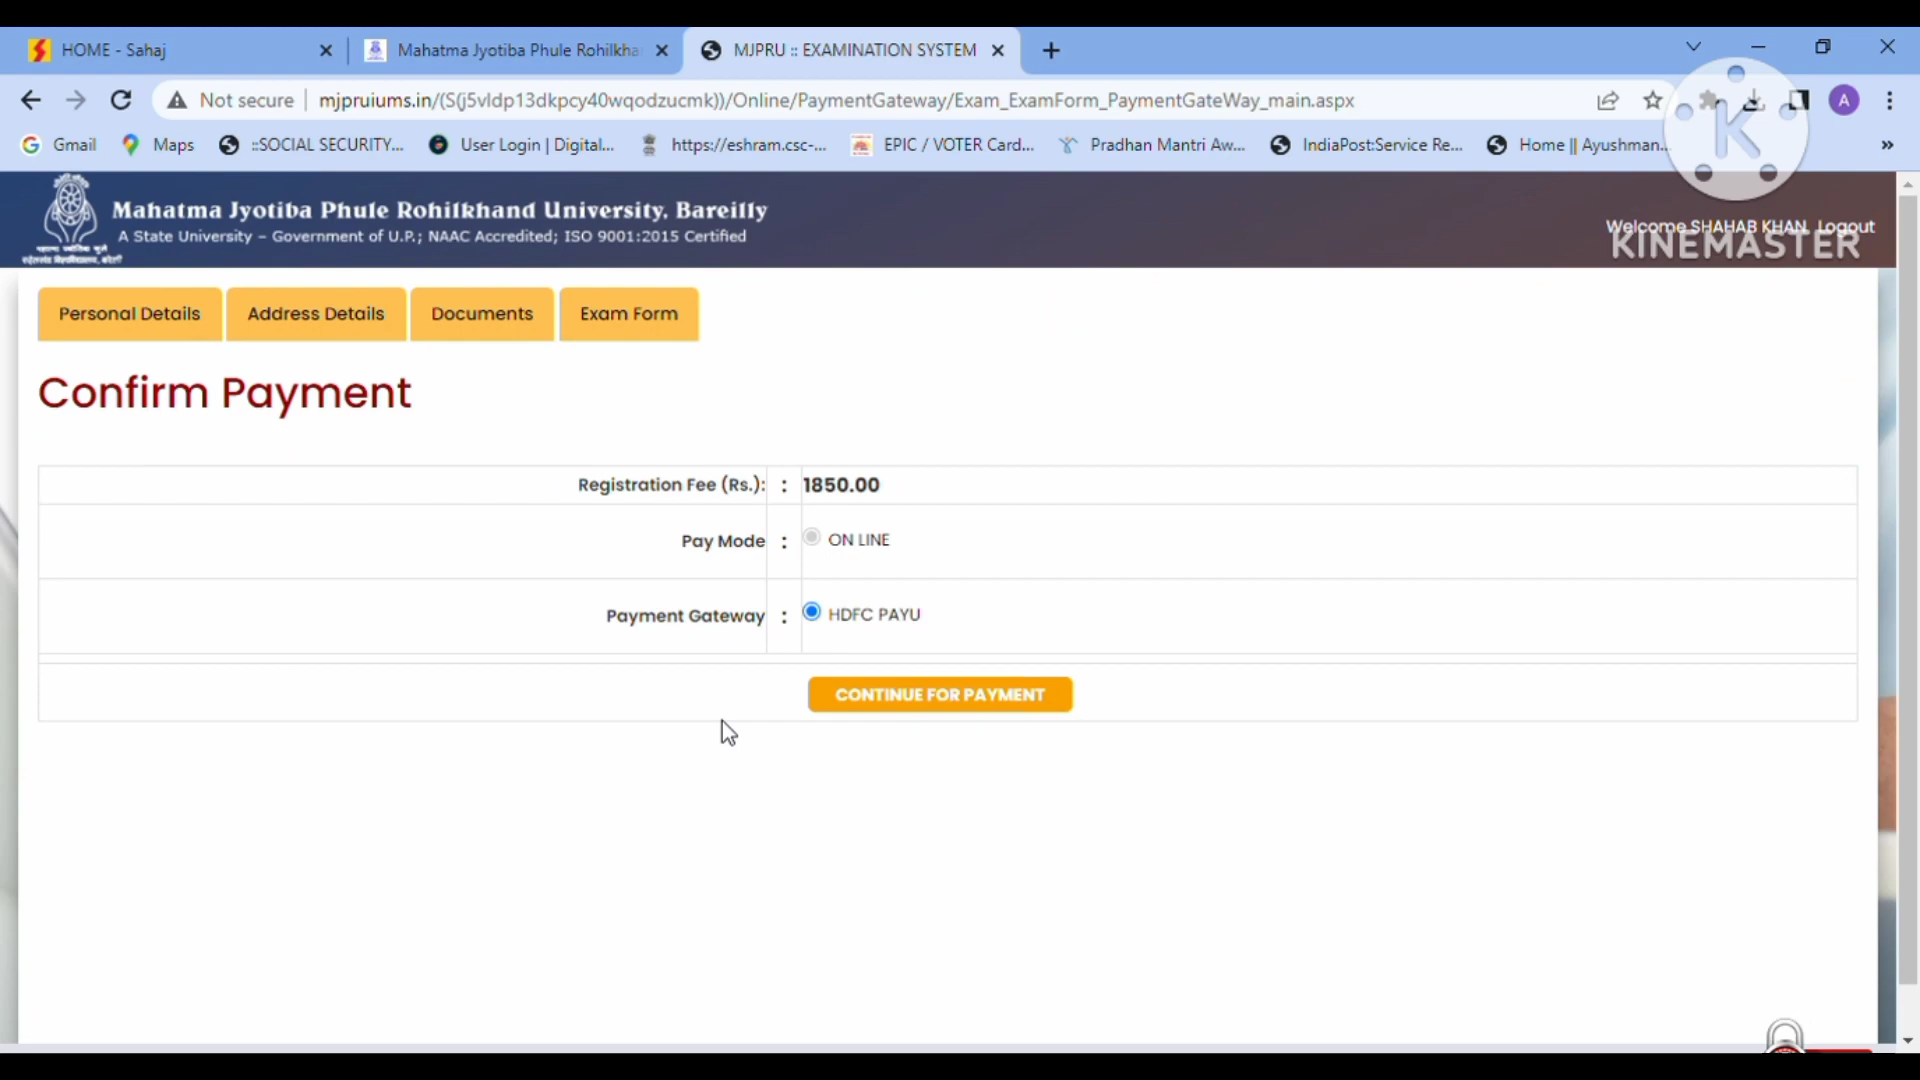 HOME - Sahaj
Mahatma Jyotiba Phule Rohilkha
MJPRU :: EXAMINATION SYSTEM
Not secure
mjpruiums.in/(S(j5vldp13dkpcy40wqodzucmk))/Online/PaymentGateway/Exam_ExamForm_PaymentGateWay_main.aspx
A
K
Gmail
Maps
::SOCIAL SECURITY...
User Login | Digital...
https://eshram.csc-...
EPIC / VOTER Card...
Pradhan Mantri Aw...
IndiaPost:Service Re...
Home || Ayushman...
»
Mahatma Jyotiba Phule Rohilkhand University, Bareilly
A State University – Government of U.P.; NAAC Accredited; ISO 9001:2015 Certified
Welcome SHAHAB KHAN Logout
KINEMASTER
Personal Details
Address Details
Documents
Exam Form
Confirm Payment
Registration Fee (Rs.): : 1850.00
Pay Mode : ON LINE
Payment Gateway : HDFC PAYU
CONTINUE FOR PAYMENT